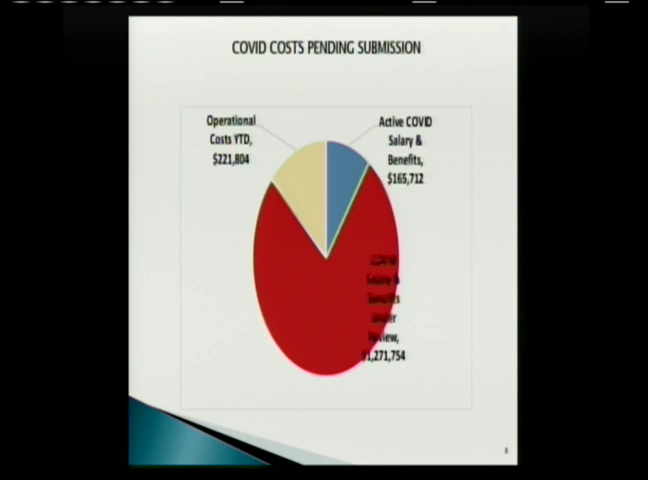 COVID COSTS PENDING SUBMISSION
Operational
Costs YTD,
$221,804
Active COVID
Salary &
Benefits,
$165,712
COVID
Salary &
Benefits
Under
Review,
$1,271,754